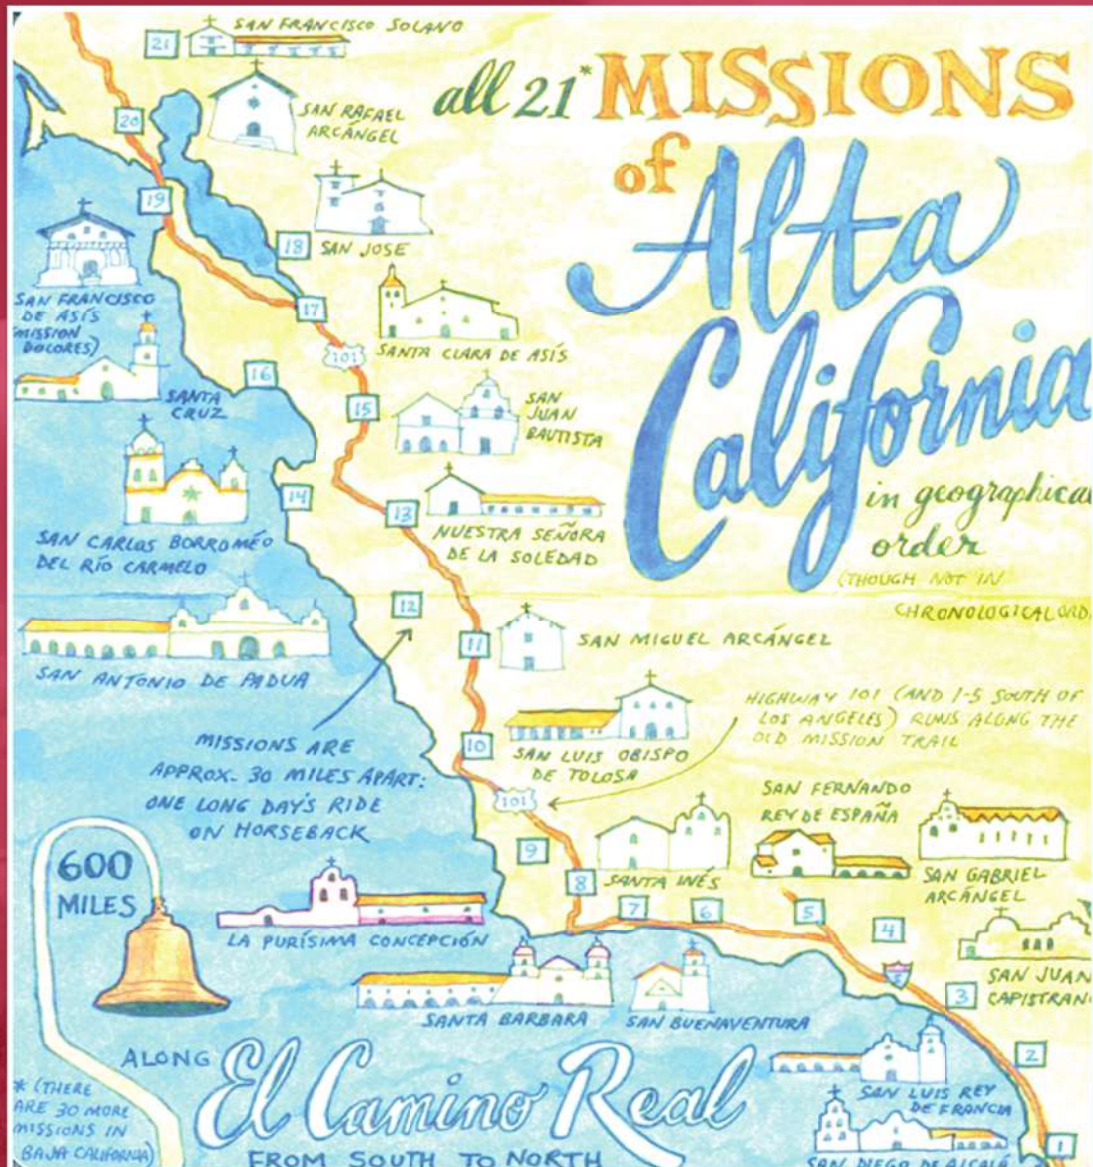 21
SAN FRANCISCO SOLANO
all 21* MISSIONS
of
Alta
California
in geographical
order
(THOUGH NOT IN
CHRONOLOGICAL ORD.
20
SAN RAFAEL
ARCÁNGEL
19
18
SAN JOSE
SAN FRANCISCO
DE ASÍS
(MISSION
DOLORES)
17
SANTA CLARA DE ASÍS
101
16
SANTA
CRUZ
15
SAN
JUAN
BAUTISTA
14
SAN CARLOS BORROMÉO
DEL RÍO CARMELO
13
NUESTRA SEÑORA
DE LA SOLEDAD
12
SAN ANTONIO DE PADUA
11
SAN MIGUEL ARCÁNGEL
MISSIONS ARE
APPROX. 30 MILES APART:
ONE LONG DAY'S RIDE
ON HORSEBACK
10
SAN LUIS OBISPO
DE TOLOSA
HIGHWAY 101 (AND I-5 SOUTH OF
LOS ANGELES) RUNS ALONG THE
OLD MISSION TRAIL
101
9
SANTA INÉS
SAN FERNANDO
REY DE ESPAÑA
SAN GABRIEL
ARCÁNGEL
8
7
6
5
4
LA PURÍSIMA CONCEPCIÓN
SANTA BARBARA
SAN BUENAVENTURA
5
3
SAN JUAN
CAPISTRAN
2
SAN LUIS REY
DE FRANCIA
1
SAN DIEGO DE ALCALÁ
600
MILES
ALONG
El Camino Real
FROM SOUTH TO NORTH
* (THERE
ARE 30 MORE
MISSIONS IN
BAJA CALIFORNIA)